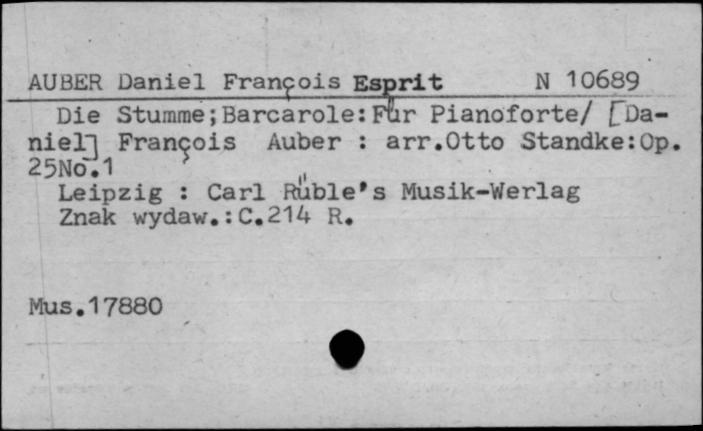 AUBER Daniel François Esprit N 10689
Die Stumme;Barcarole:Für Pianoforte/ [Da-
niel] François Auber : arr.Otto Standke:Op.
25No.1
Leipzig : Carl Rüble's Musik-Werlag
Znak wydaw.:C.214 R.
Mus.17880